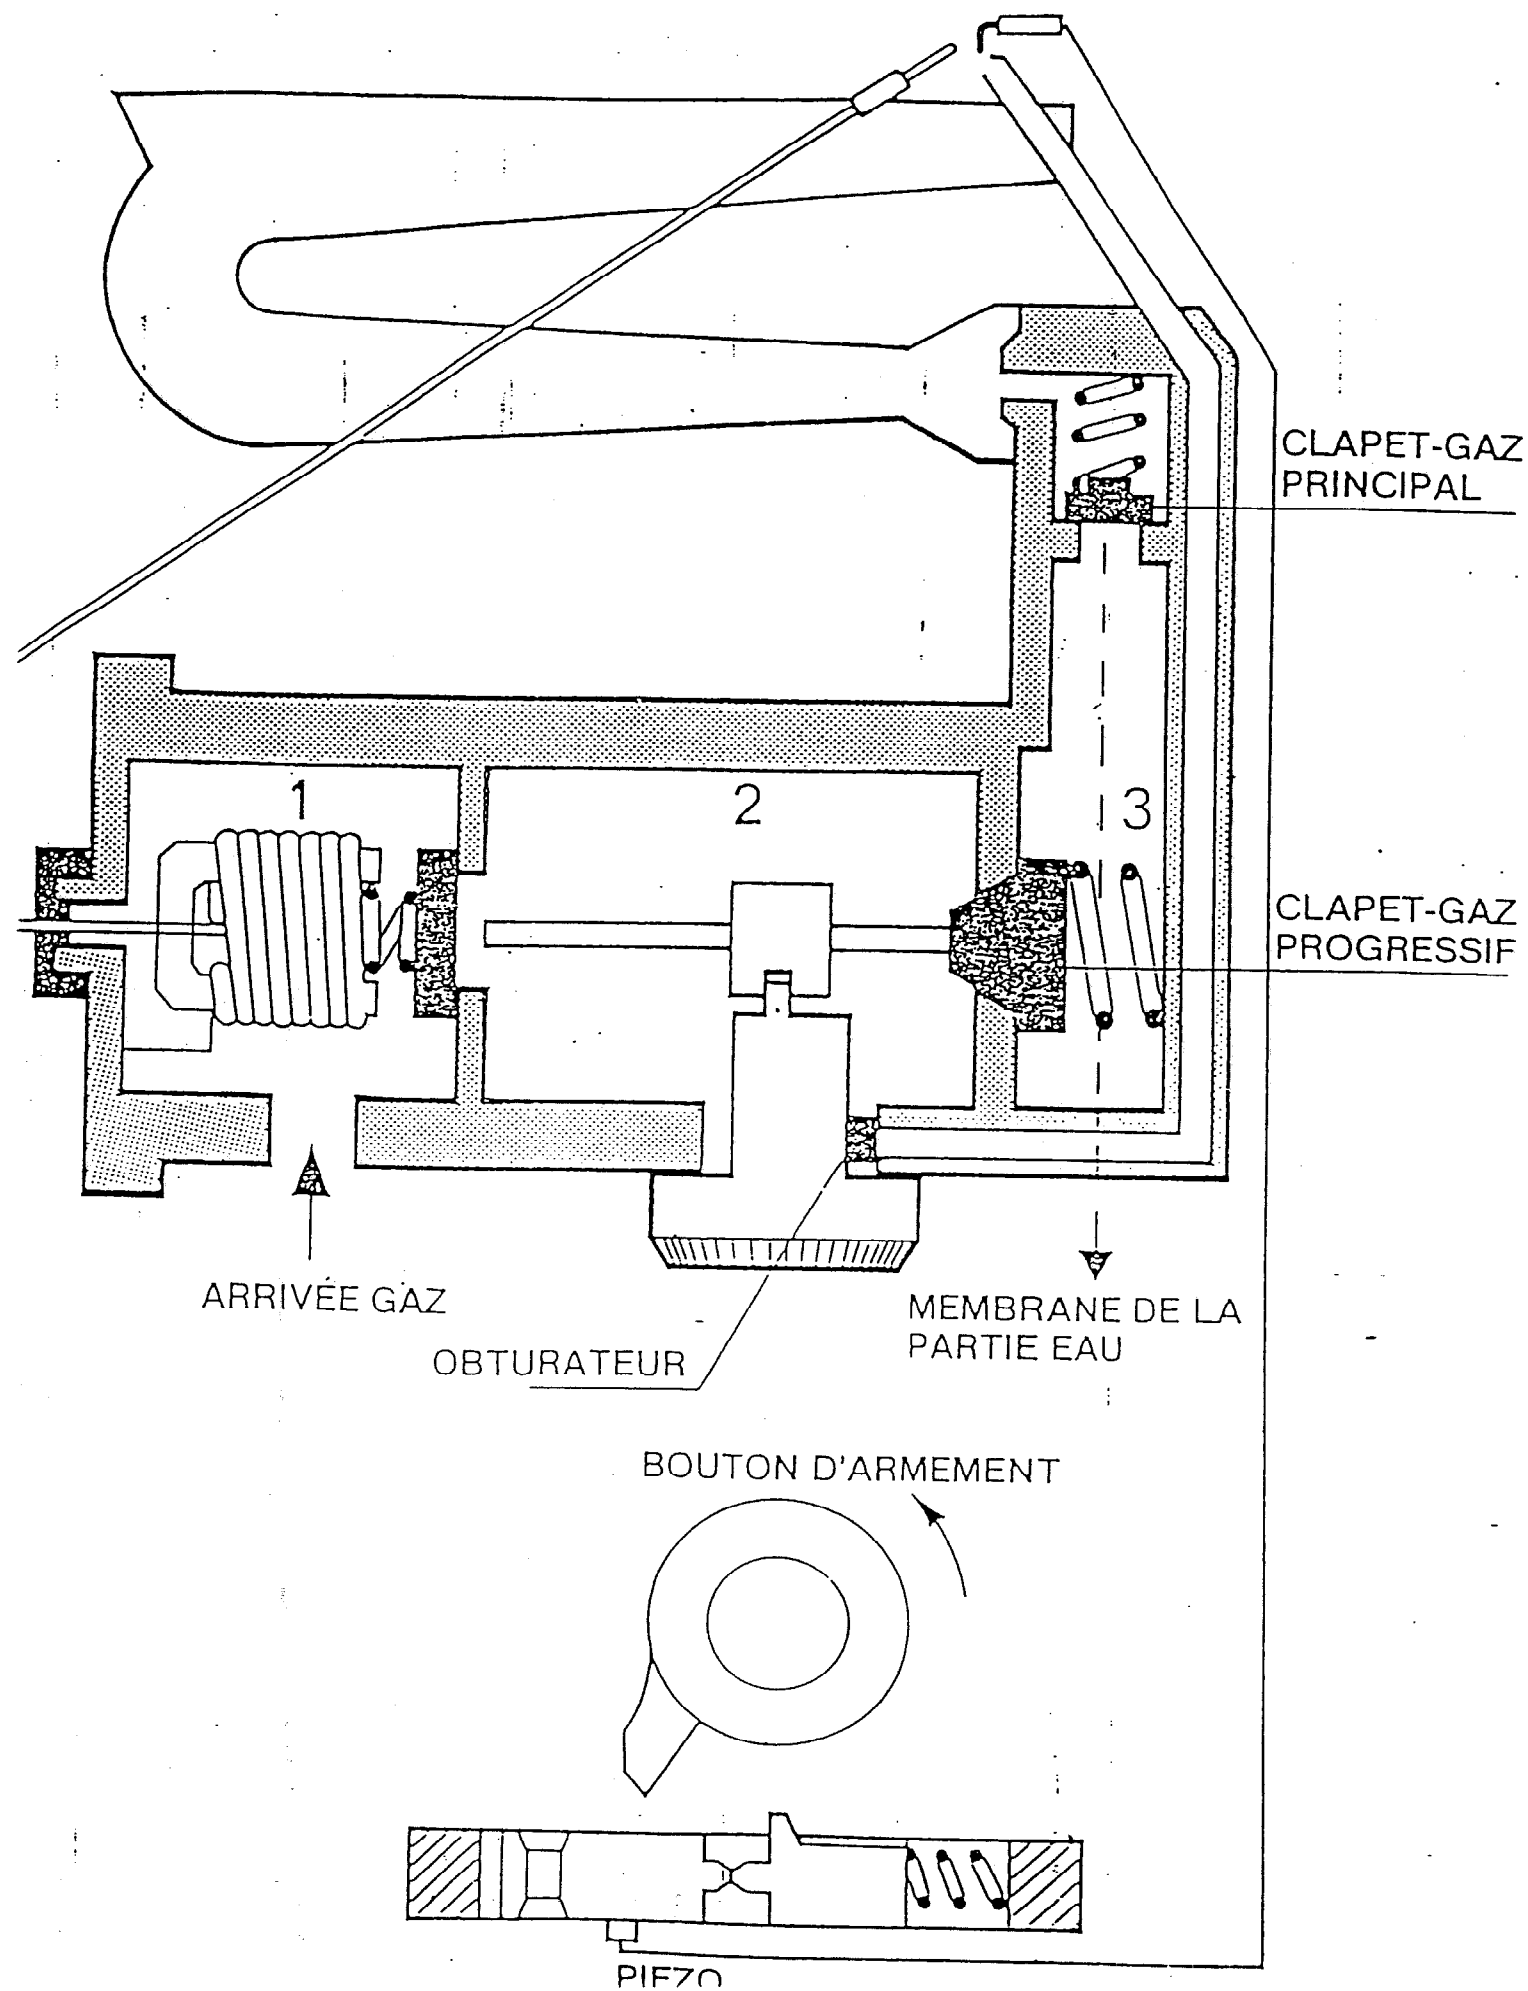 CLAPET-GAZ
PRINCIPAL
1
2
3
CLAPET-GAZ
PROGRESSIF
ARRIVÉE GAZ
MEMBRANE DE LA
PARTIE EAU
OBTURATEUR
BOUTON D'ARMEMENT
PIEZO